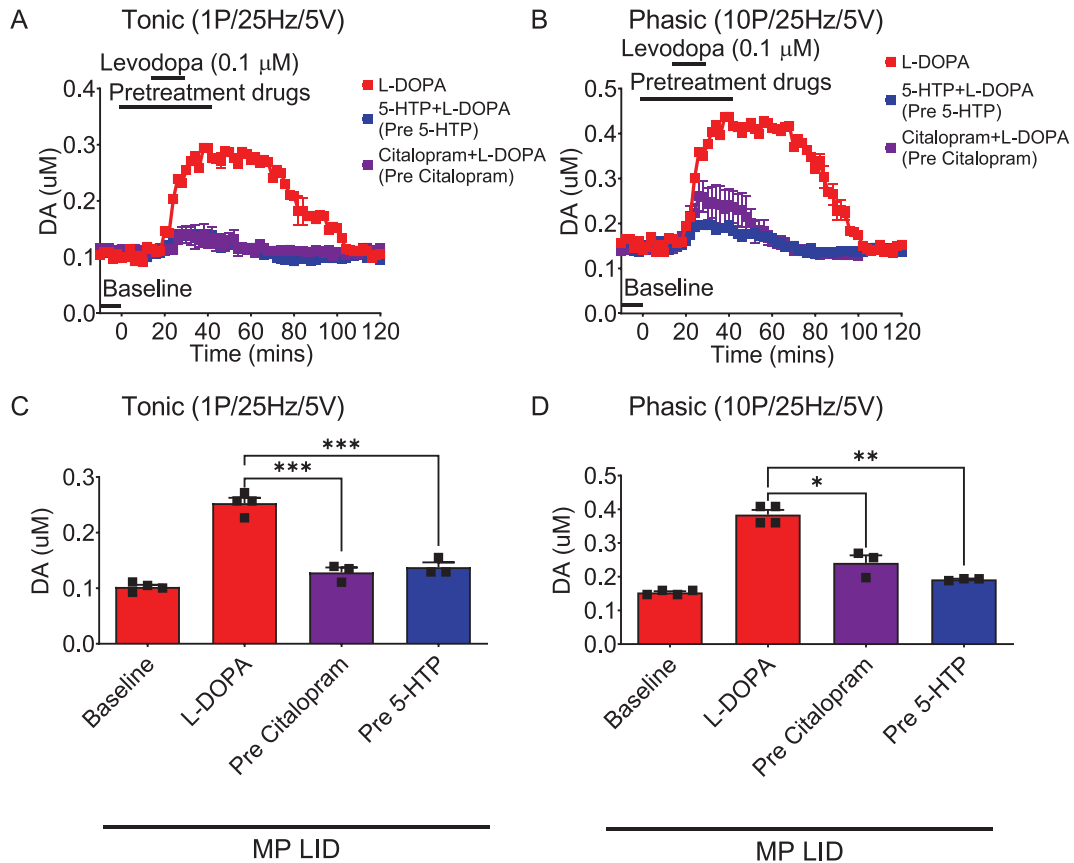 A
Tonic (1P/25Hz/5V)
Levodopa (0.1 μM)
Pretreatment drugs
L-DOPA
5-HTP+L-DOPA
(Pre 5-HTP)
Citalopram+L-DOPA
(Pre Citalopram)
0.4
0.3
0.2
0.1
0.0
DA (uM)
Baseline
0 20 40 60 80 100 120
Time (mins)
B
Phasic (10P/25Hz/5V)
Levodopa (0.1 μM)
Pretreatment drugs
L-DOPA
5-HTP+L-DOPA
(Pre 5-HTP)
Citalopram+L-DOPA
(Pre Citalopram)
0.5
0.4
0.3
0.2
0.1
0.0
DA (uM)
Baseline
0 20 40 60 80 100 120
Time (mins)
C
Tonic (1P/25Hz/5V)
***
***
0.3
0.2
0.1
0.0
DA (uM)
Baseline
L-DOPA
Pre Citalopram
Pre 5-HTP
MP LID
D
Phasic (10P/25Hz/5V)
**
*
0.5
0.4
0.3
0.2
0.1
0.0
DA (uM)
Baseline
L-DOPA
Pre Citalopram
Pre 5-HTP
MP LID